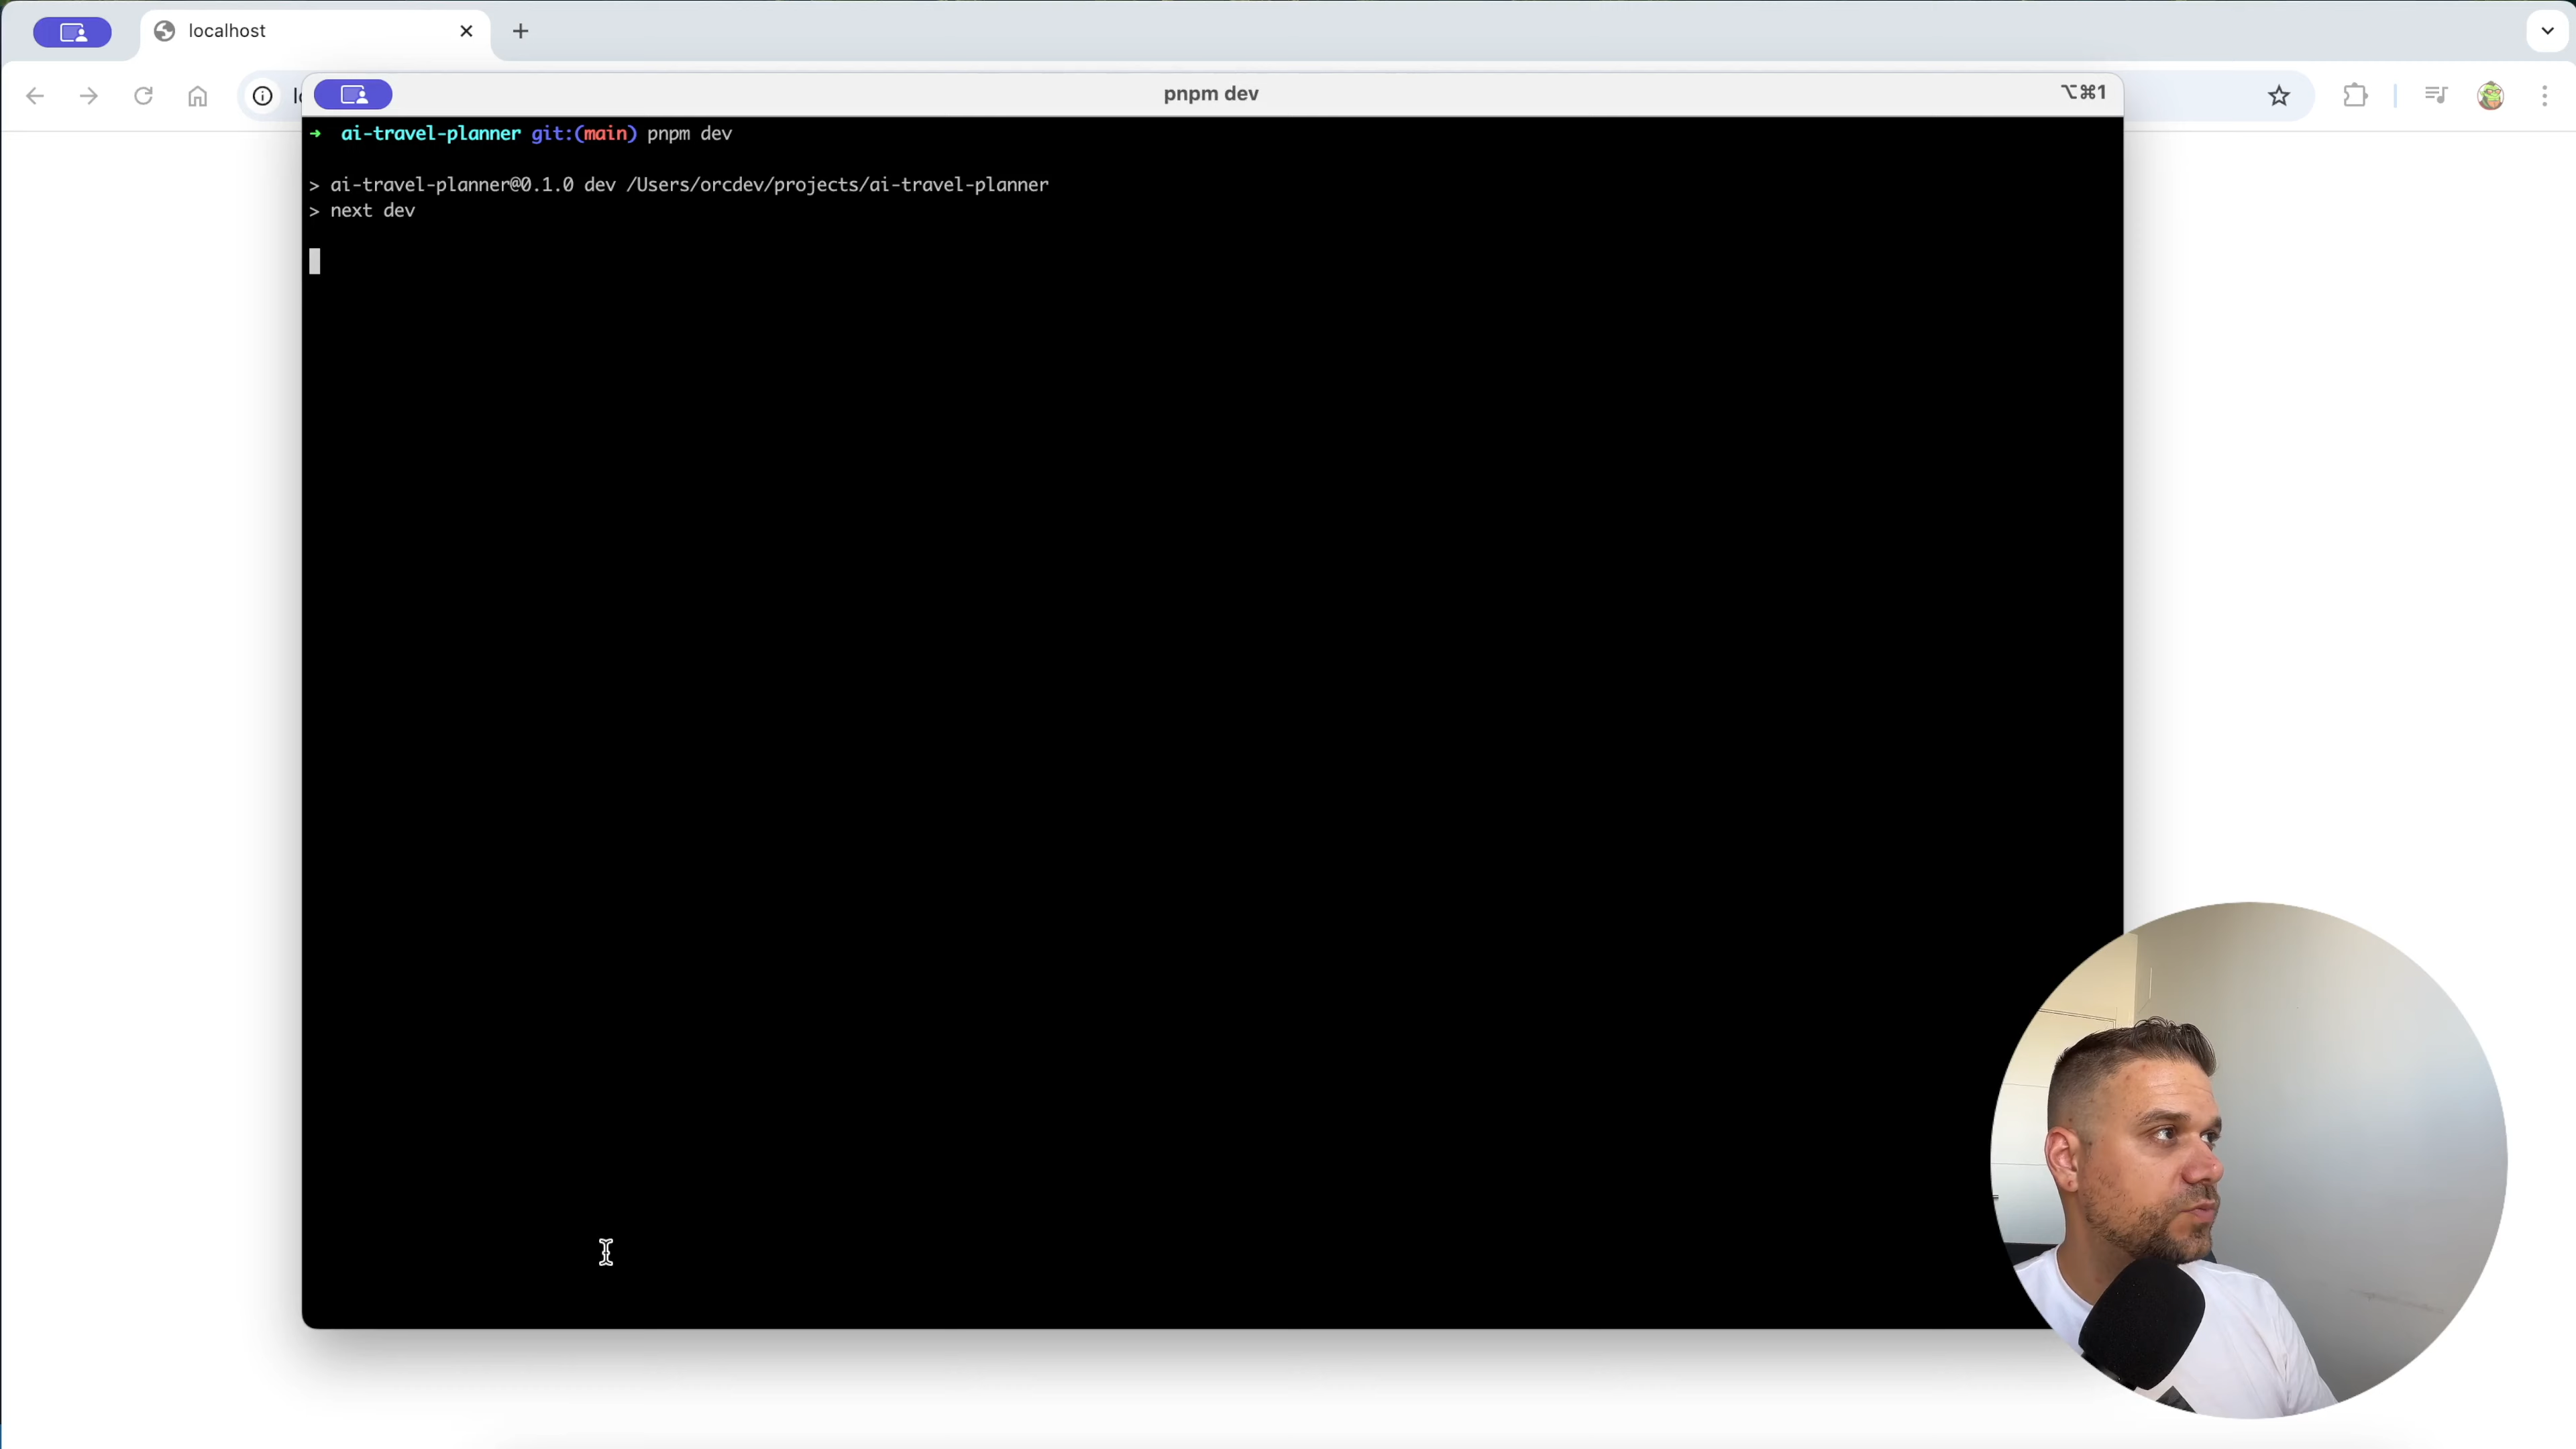 localhost
pnpm dev
⌥⌘1
➜ ai-travel-planner git:(main) pnpm dev
> ai-travel-planner@0.1.0 dev /Users/orcdev/projects/ai-travel-planner
> next dev